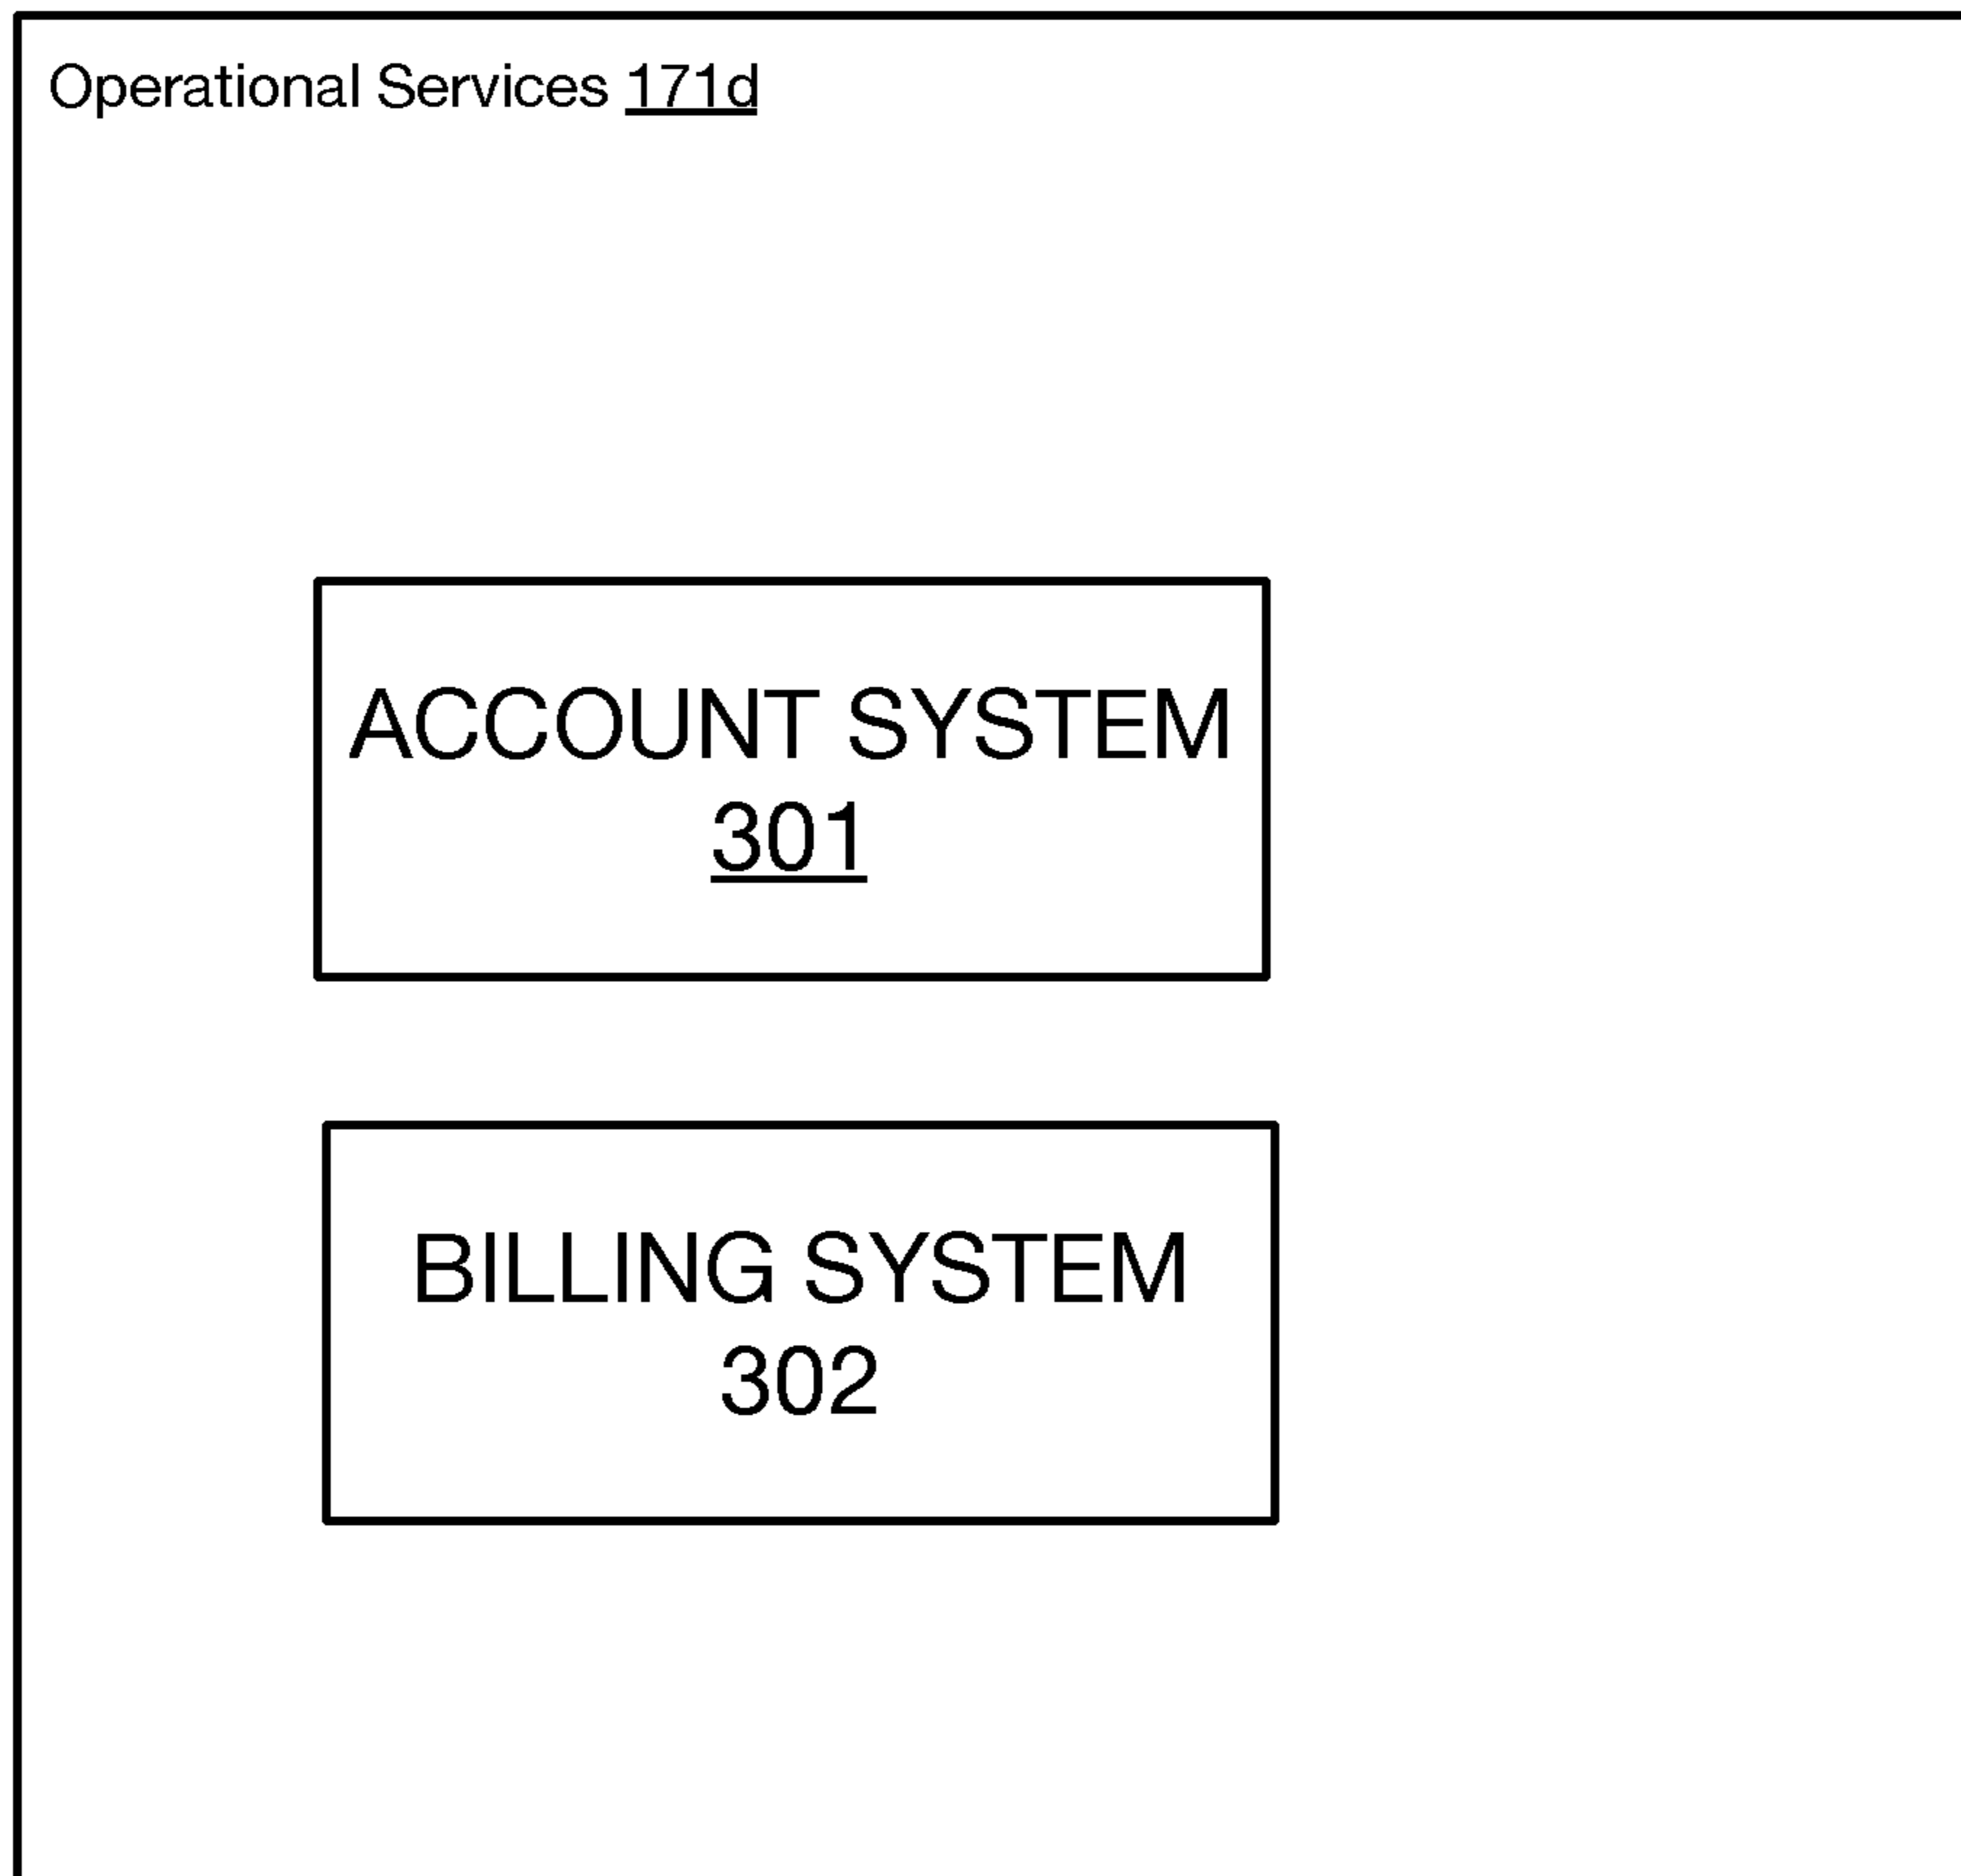 Operational Services 171d
ACCOUNT SYSTEM
301
BILLING SYSTEM
302